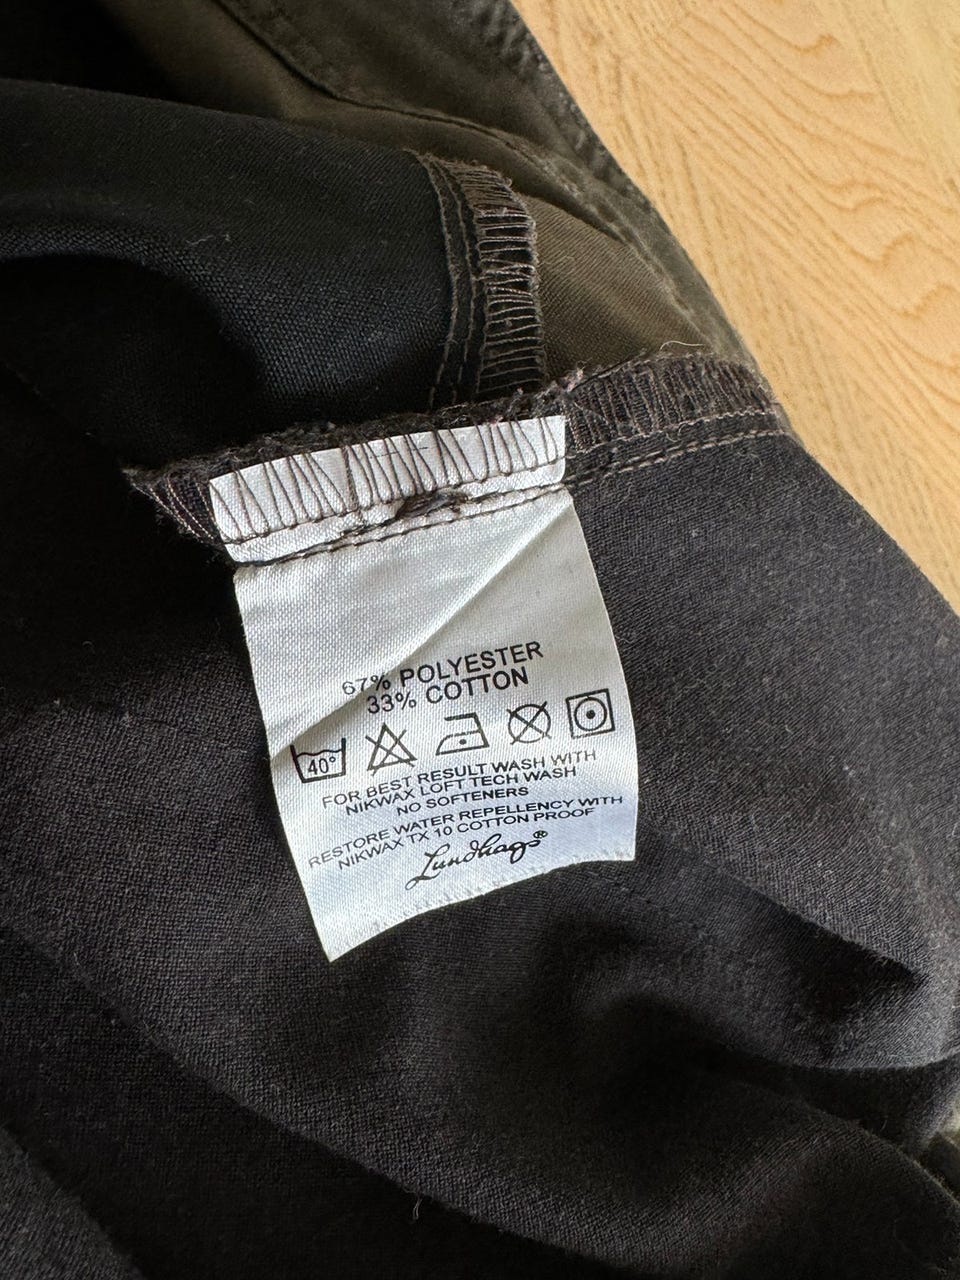 67% POLYESTER
33% COTTON
40°
FOR BEST RESULT WASH WITH
NIKWAX LOFT TECH WASH
NO SOFTENERS
RESTORE WATER REPELLENCY WITH
NIKWAX TX 10 COTTON PROOF
Lundhags®